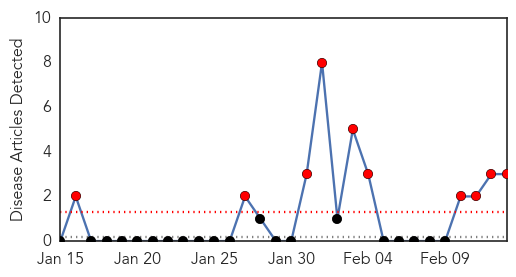 Disease Articles Detected
10
8
6
4
2
0
Jan 15
Jan 20
Jan 25
Jan 30
Feb 04
Feb 09